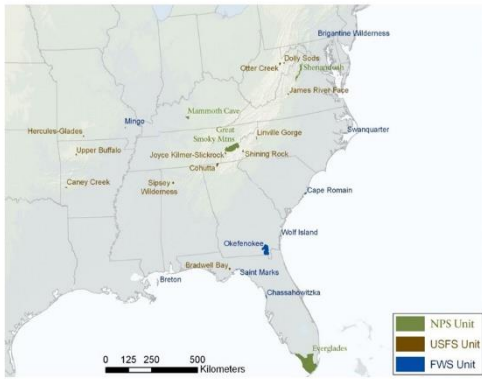 Brigantine Wilderness
Dolly Sods
Otter Creek
Shenandoah
James River Face
Mammoth Cave
Mingo
Great
Smoky Mtns
Linville Gorge
Swanquarter
Hercules-Glades
Upper Buffalo
Joyce Kilmer-Slickrock
Shining Rock
Cohutta
Caney Creek
Sipsey
Wilderness
Cape Romain
Wolf Island
Okefenokee
Bradwell Bay
Saint Marks
Breton
Chassahowitzka
Everglades
NPS Unit
USFS Unit
FWS Unit
0 125 250 500
Kilometers